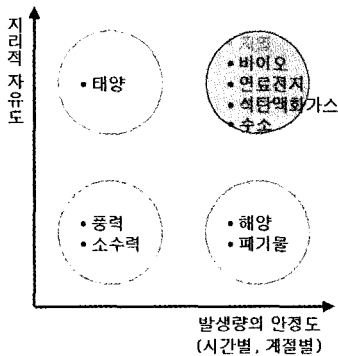 지리적 자유도
• 태양
• 지열
• 바이오
• 연료전지
• 석탄액화가스
• 수소
• 풍력
• 소수력
• 해양
• 폐기물
발생량의 안정도
(시간별, 계절별)